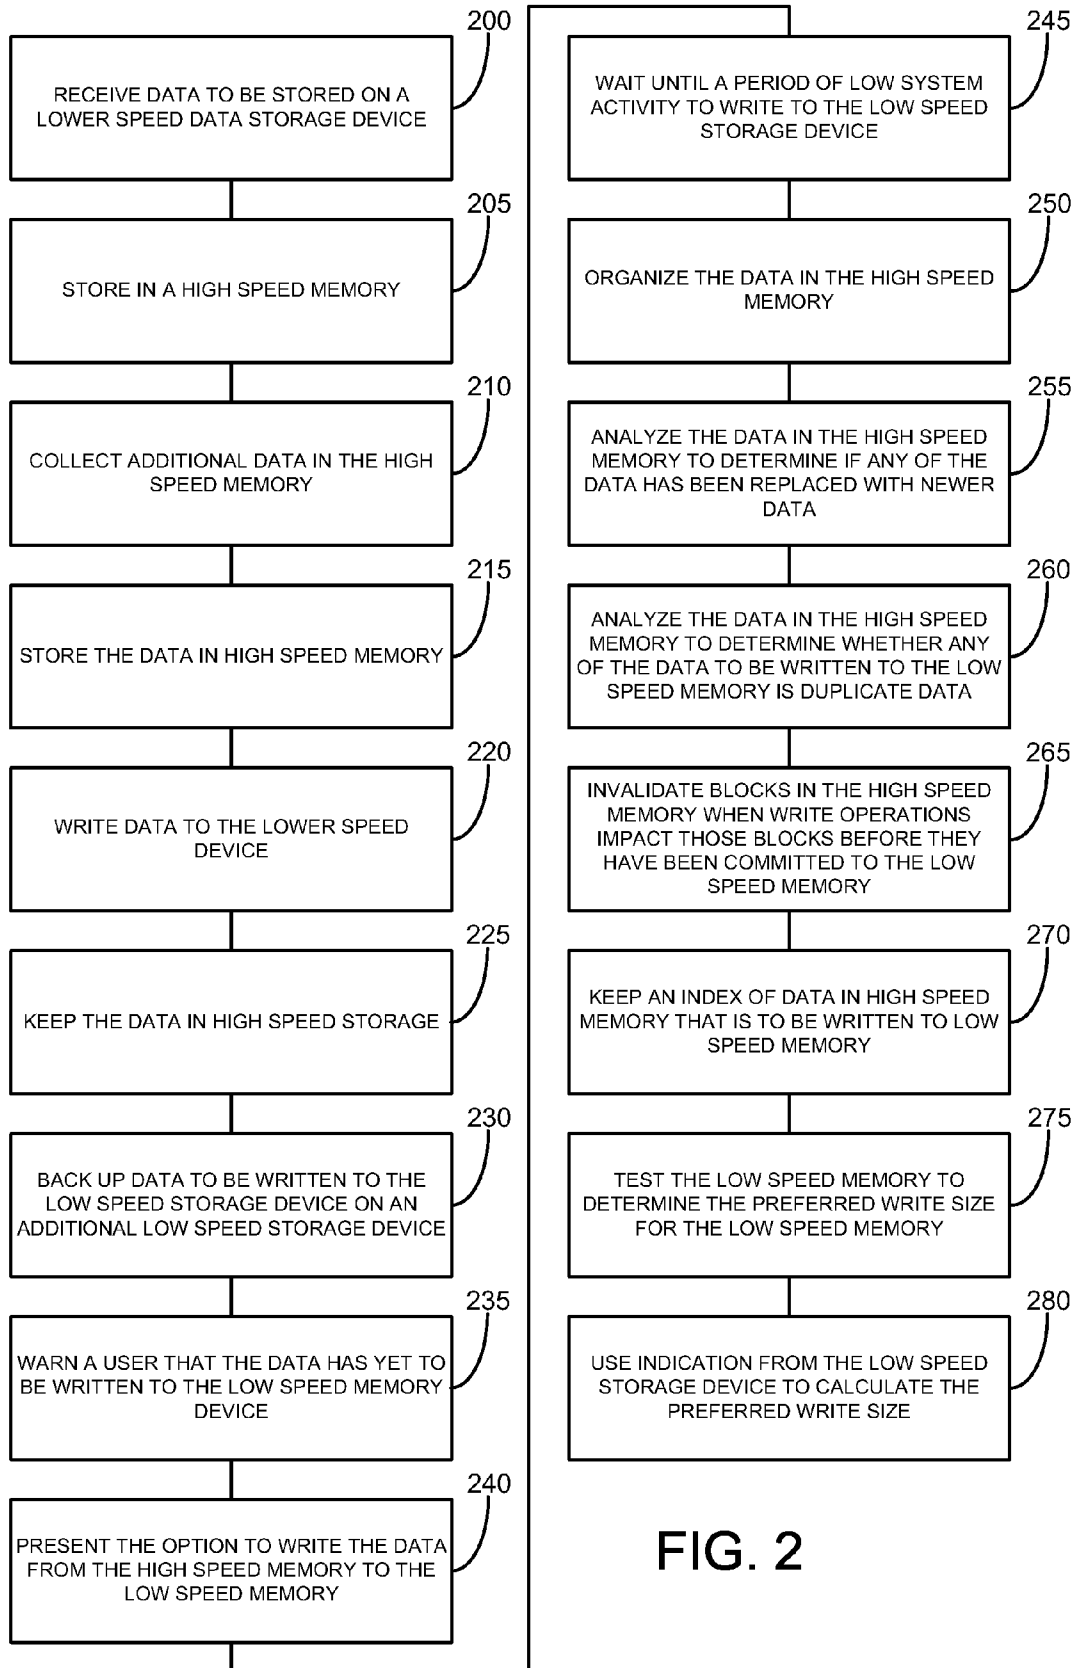 200
RECEIVE DATA TO BE STORED ON A
LOWER SPEED DATA STORAGE DEVICE
205
STORE IN A HIGH SPEED MEMORY
210
COLLECT ADDITIONAL DATA IN THE HIGH
SPEED MEMORY
215
STORE THE DATA IN HIGH SPEED MEMORY
220
WRITE DATA TO THE LOWER SPEED
DEVICE
225
KEEP THE DATA IN HIGH SPEED STORAGE
230
BACK UP DATA TO BE WRITTEN TO THE
LOW SPEED STORAGE DEVICE ON AN
ADDITIONAL LOW SPEED STORAGE DEVICE
235
WARN A USER THAT THE DATA HAS YET TO
BE WRITTEN TO THE LOW SPEED MEMORY
DEVICE
240
PRESENT THE OPTION TO WRITE THE DATA
FROM THE HIGH SPEED MEMORY TO THE
LOW SPEED MEMORY
245
WAIT UNTIL A PERIOD OF LOW SYSTEM
ACTIVITY TO WRITE TO THE LOW SPEED
STORAGE DEVICE
250
ORGANIZE THE DATA IN THE HIGH SPEED
MEMORY
255
ANALYZE THE DATA IN THE HIGH SPEED
MEMORY TO DETERMINE IF ANY OF THE
DATA HAS BEEN REPLACED WITH NEWER
DATA
260
ANALYZE THE DATA IN THE HIGH SPEED
MEMORY TO DETERMINE WHETHER ANY
OF THE DATA TO BE WRITTEN TO THE LOW
SPEED MEMORY IS DUPLICATE DATA
265
INVALIDATE BLOCKS IN THE HIGH SPEED
MEMORY WHEN WRITE OPERATIONS
IMPACT THOSE BLOCKS BEFORE THEY
HAVE BEEN COMMITTED TO THE LOW
SPEED MEMORY
270
KEEP AN INDEX OF DATA IN HIGH SPEED
MEMORY THAT IS TO BE WRITTEN TO LOW
SPEED MEMORY
275
TEST THE LOW SPEED MEMORY TO
DETERMINE THE PREFERRED WRITE SIZE
FOR THE LOW SPEED MEMORY
280
USE INDICATION FROM THE LOW SPEED
STORAGE DEVICE TO CALCULATE THE
PREFERRED WRITE SIZE
FIG. 2